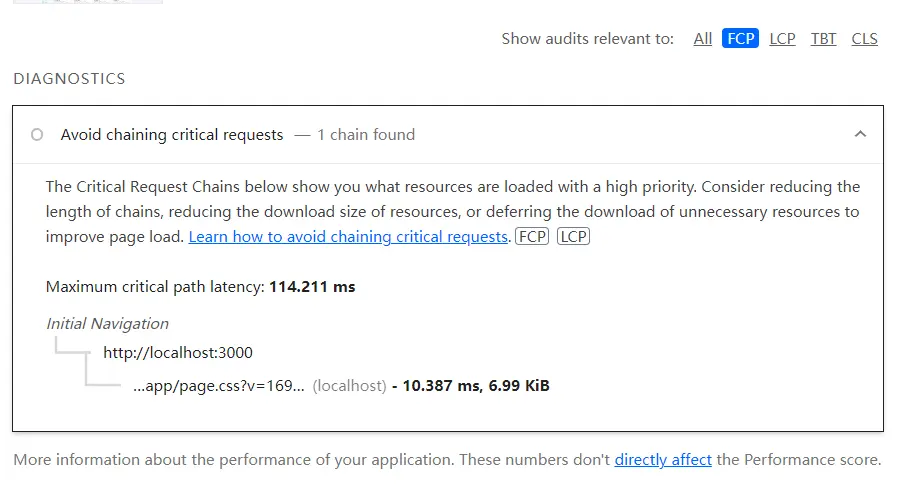 Show audits relevant to: All FCP LCP TBT CLS
DIAGNOSTICS
Avoid chaining critical requests — 1 chain found
The Critical Request Chains below show you what resources are loaded with a high priority. Consider reducing the
length of chains, reducing the download size of resources, or deferring the download of unnecessary resources to
improve page load. Learn how to avoid chaining critical requests. FCP LCP
Maximum critical path latency: 114.211 ms
Initial Navigation
http://localhost:3000
...app/page.css?v=169... (localhost) - 10.387 ms, 6.99 KiB
More information about the performance of your application. These numbers don't directly affect the Performance score.